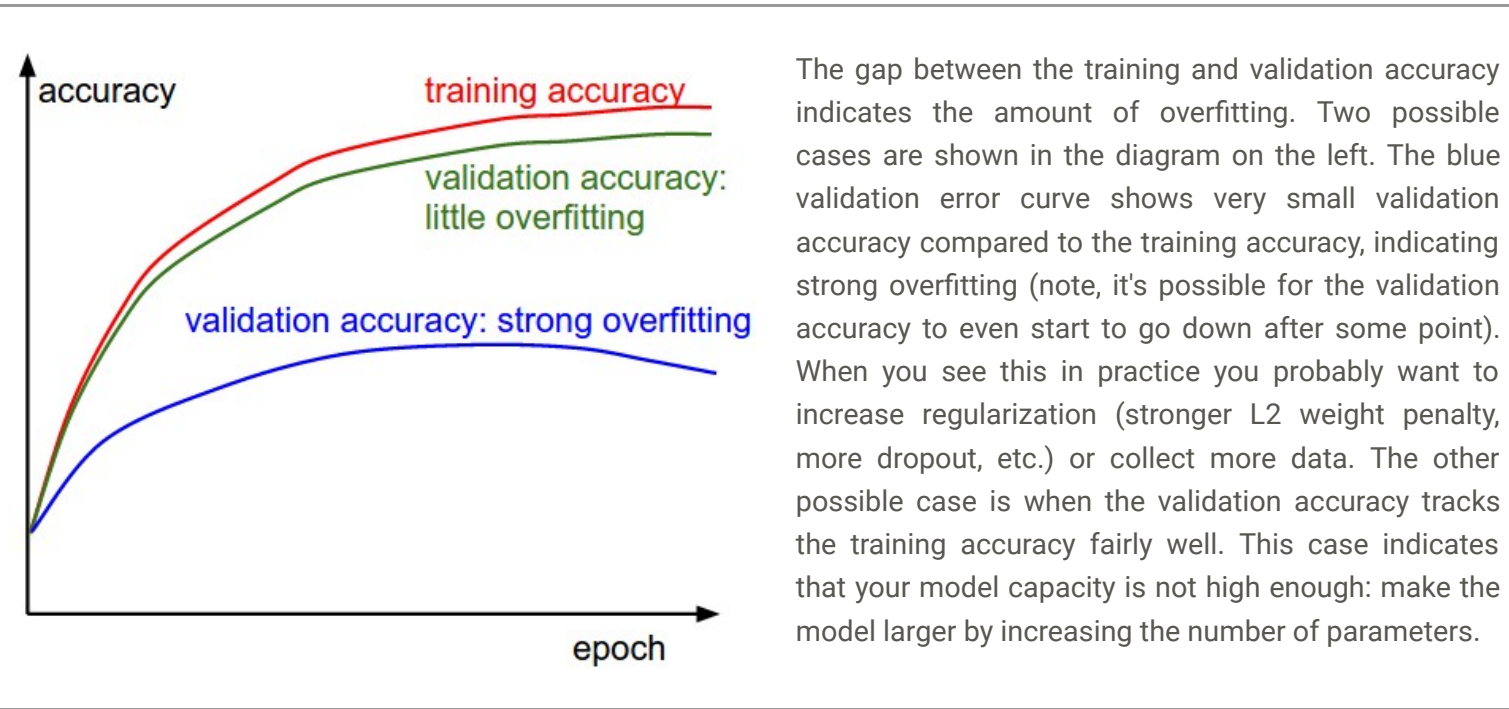 accuracy
training accuracy
validation accuracy:
little overfitting
validation accuracy: strong overfitting
epoch
The gap between the training and validation accuracy
indicates the amount of overfitting. Two possible
cases are shown in the diagram on the left. The blue
validation error curve shows very small validation
accuracy compared to the training accuracy, indicating
strong overfitting (note, it's possible for the validation
accuracy to even start to go down after some point).
When you see this in practice you probably want to
increase regularization (stronger L2 weight penalty,
more dropout, etc.) or collect more data. The other
possible case is when the validation accuracy tracks
the training accuracy fairly well. This case indicates
that your model capacity is not high enough: make the
model larger by increasing the number of parameters.